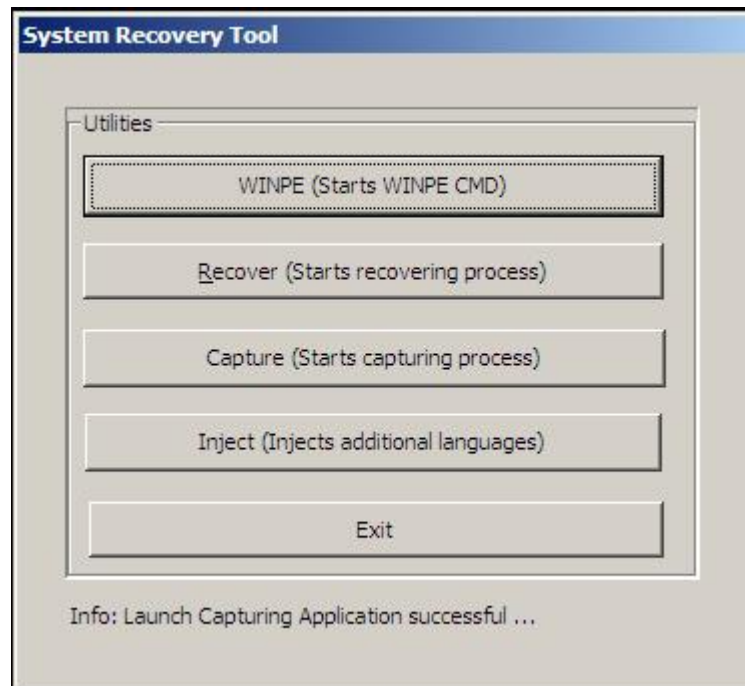 System Recovery Tool
Utilities
WINPE (Starts WINPE CMD)
Recover (Starts recovering process)
Capture (Starts capturing process)
Inject (Injects additional languages)
Exit
Info: Launch Capturing Application successful ...